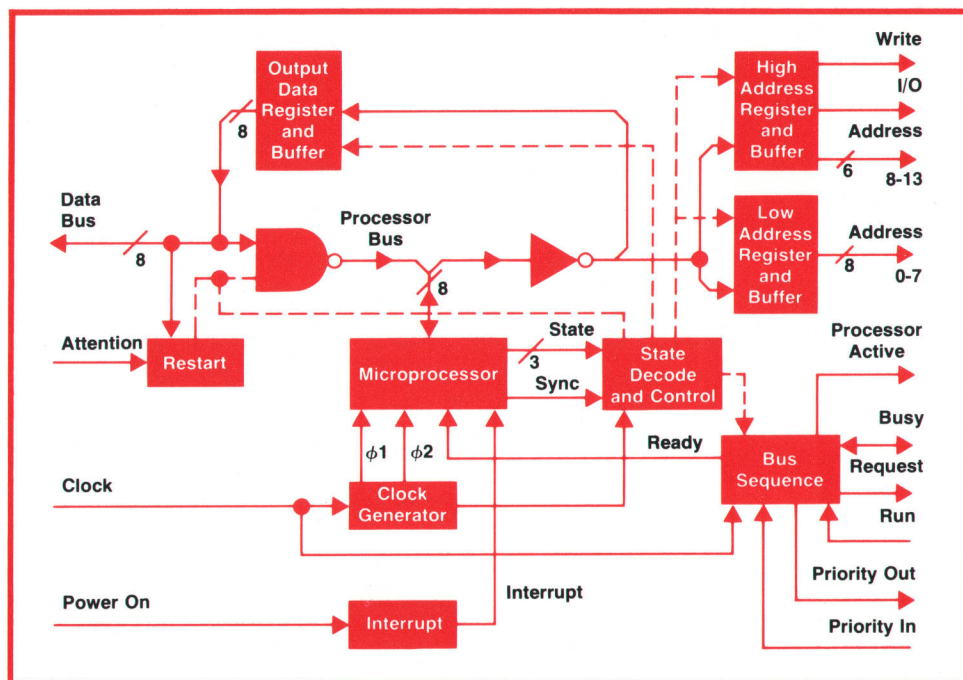 Write
I/O
Output
Data
Register
and
Buffer
High
Address
Register
and
Buffer
8
Address
6
8-13
Data
Bus
8
Processor
Bus
8
Low
Address
Register
and
Buffer
Address
8
0-7
Attention
Restart
Microprocessor
State
3
Sync
State
Decode
and Control
Processor
Active
ϕ1
ϕ2
Ready
Bus
Sequence
Busy
Request
Clock
Clock
Generator
Run
Power On
Interrupt
Interrupt
Priority Out
Priority In